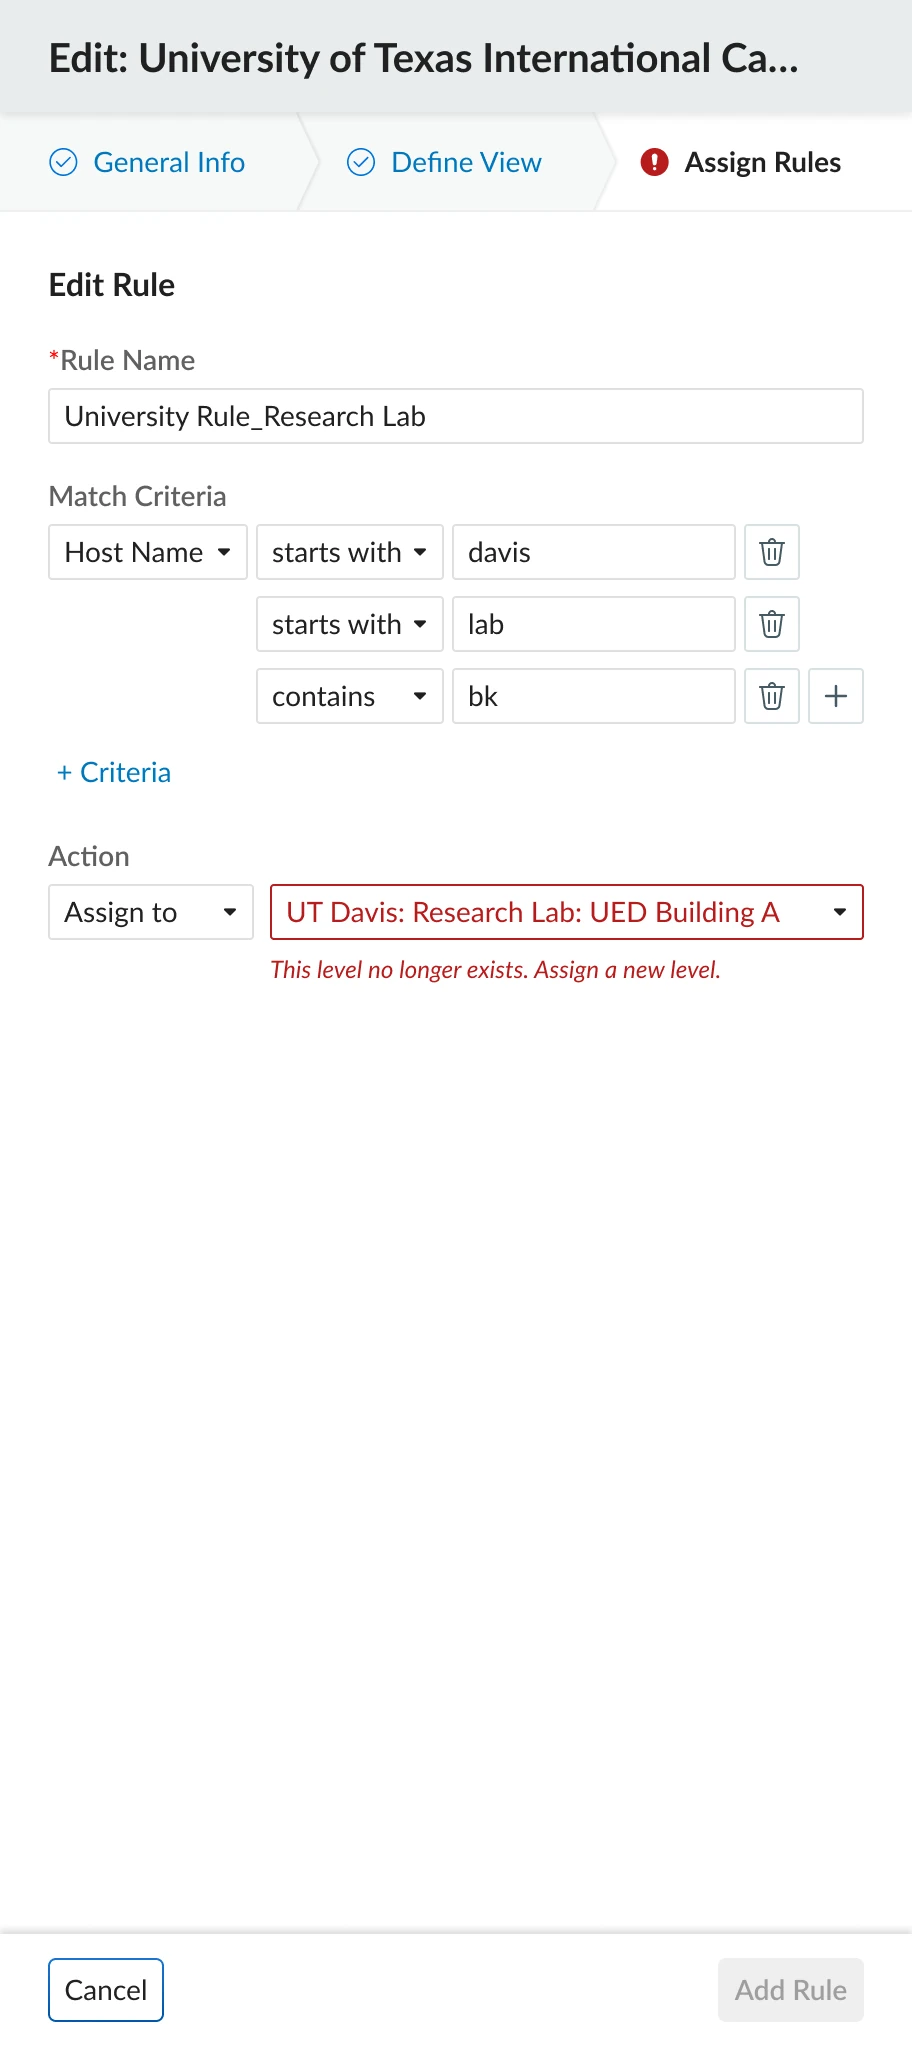 Edit: University of Texas International Ca...
General Info
Define View
Assign Rules
Edit Rule
*Rule Name
University Rule_Research Lab
Match Criteria
Host Name starts with davis
starts with lab
contains bk
+ Criteria
Action
Assign to UT Davis: Research Lab: UED Building A
This level no longer exists. Assign a new level.
Cancel Add Rule